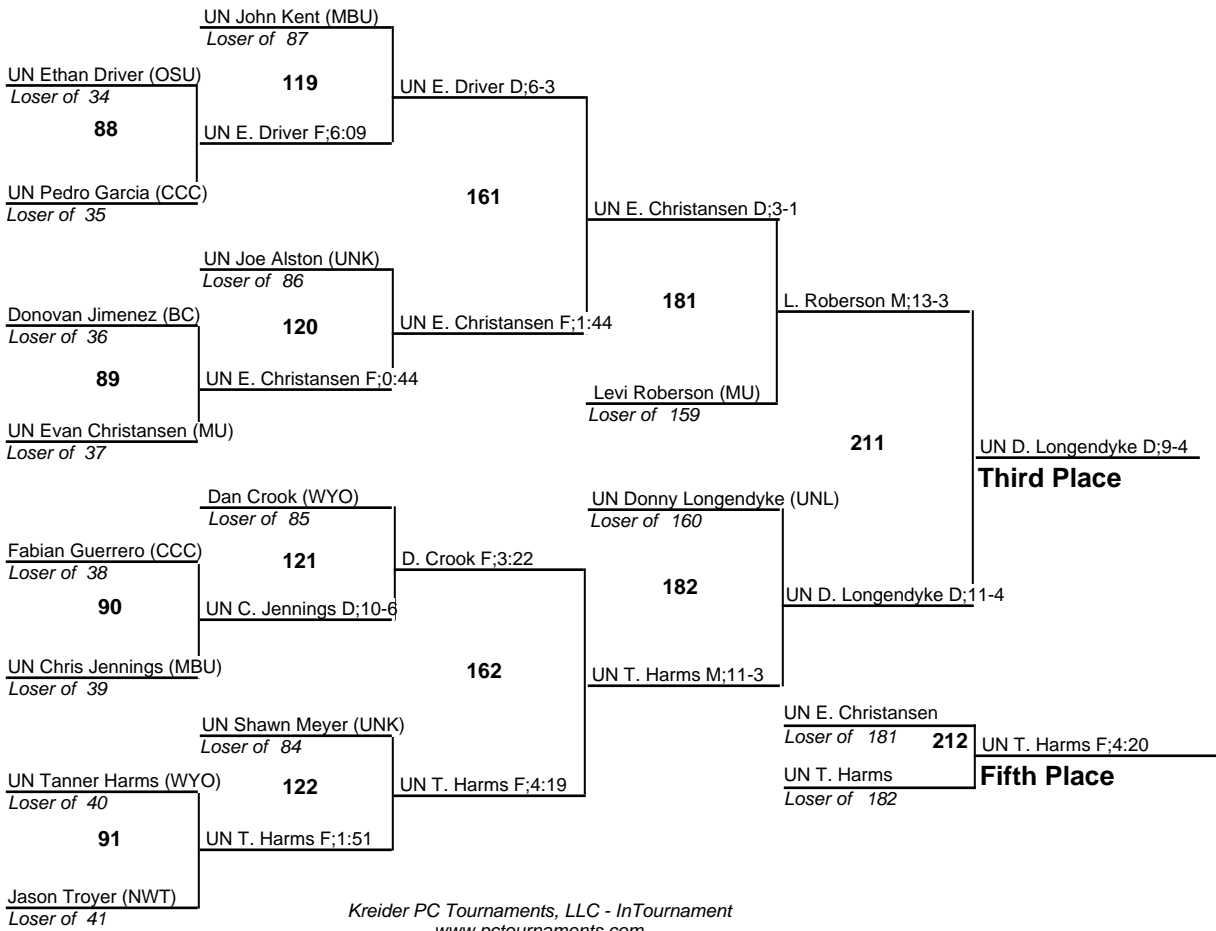 UN John Kent (MBU)
Loser of 87
UN Ethan Driver (OSU)
Loser of 34
119
UN E. Driver D;6-3
88
UN E. Driver F;6:09
UN Pedro Garcia (CCC)
Loser of 35
161
UN E. Christansen D;3-1
UN Joe Alston (UNK)
Loser of 86
Donovan Jimenez (BC)
Loser of 36
120
UN E. Christansen F;1:44
181
L. Roberson M;13-3
89
UN E. Christansen F;0:44
Levi Roberson (MU)
Loser of 159
UN Evan Christansen (MU)
Loser of 37
211
UN D. Longendyke D;9-4
Third Place
Dan Crook (WYO)
Loser of 85
UN Donny Longendyke (UNL)
Loser of 160
Fabian Guerrero (CCC)
Loser of 38
121
D. Crook F;3:22
90
UN C. Jennings D;10-6
182
UN D. Longendyke D;11-4
UN Chris Jennings (MBU)
Loser of 39
162
UN T. Harms M;11-3
UN Shawn Meyer (UNK)
Loser of 84
UN E. Christansen
Loser of 181
212
UN T. Harms F;4:20
Fifth Place
UN T. Harms
Loser of 182
UN Tanner Harms (WYO)
Loser of 40
122
UN T. Harms F;4:19
91
UN T. Harms F;1:51
Jason Troyer (NWT)
Loser of 41
Kreider PC Tournaments, LLC - InTournament
www.pctournaments.com